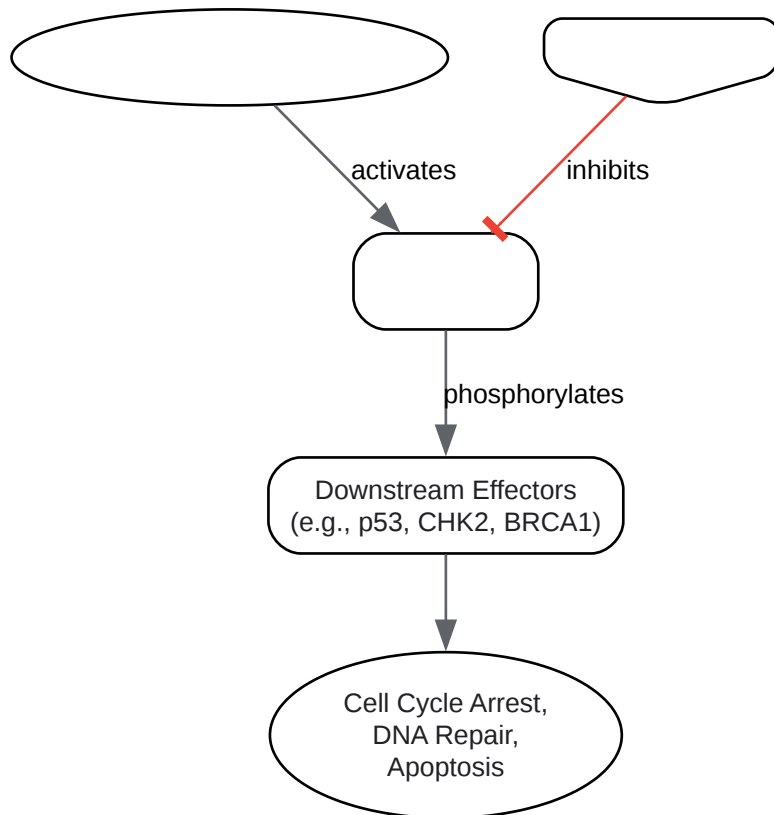 activates
inhibits
phosphorylates
Downstream Effectors
(e.g., p53, CHK2, BRCA1)
Cell Cycle Arrest,
DNA Repair,
Apoptosis